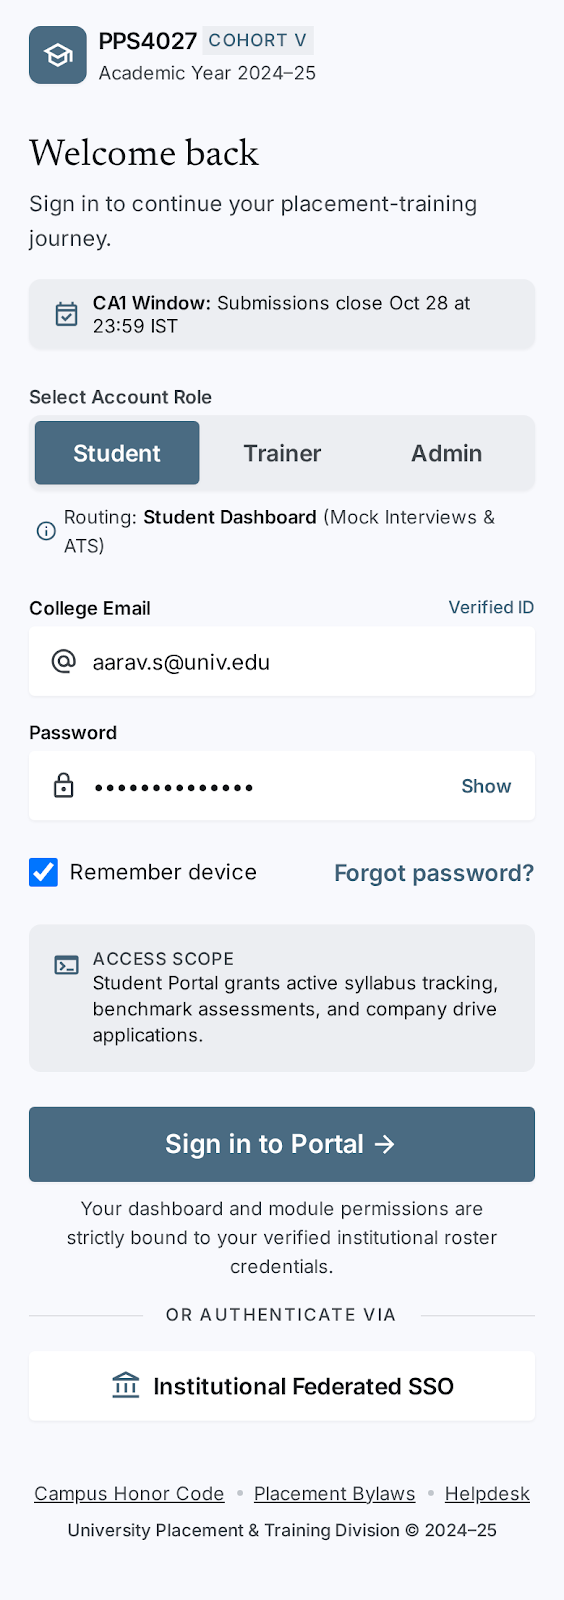 PPS4027 COHORT V
Academic Year 2024–25
Welcome back
Sign in to continue your placement-training
journey.
CA1 Window: Submissions close Oct 28 at
23:59 IST
Select Account Role
Student Trainer Admin
Routing: Student Dashboard (Mock Interviews &
ATS)
College Email Verified ID
aarav.s@univ.edu
Password
•••••••••••••• Show
Remember device Forgot password?
ACCESS SCOPE
Student Portal grants active syllabus tracking,
benchmark assessments, and company drive
applications.
Sign in to Portal →
Your dashboard and module permissions are
strictly bound to your verified institutional roster
credentials.
OR AUTHENTICATE VIA
Institutional Federated SSO
Campus Honor Code • Placement Bylaws • Helpdesk
University Placement & Training Division © 2024–25